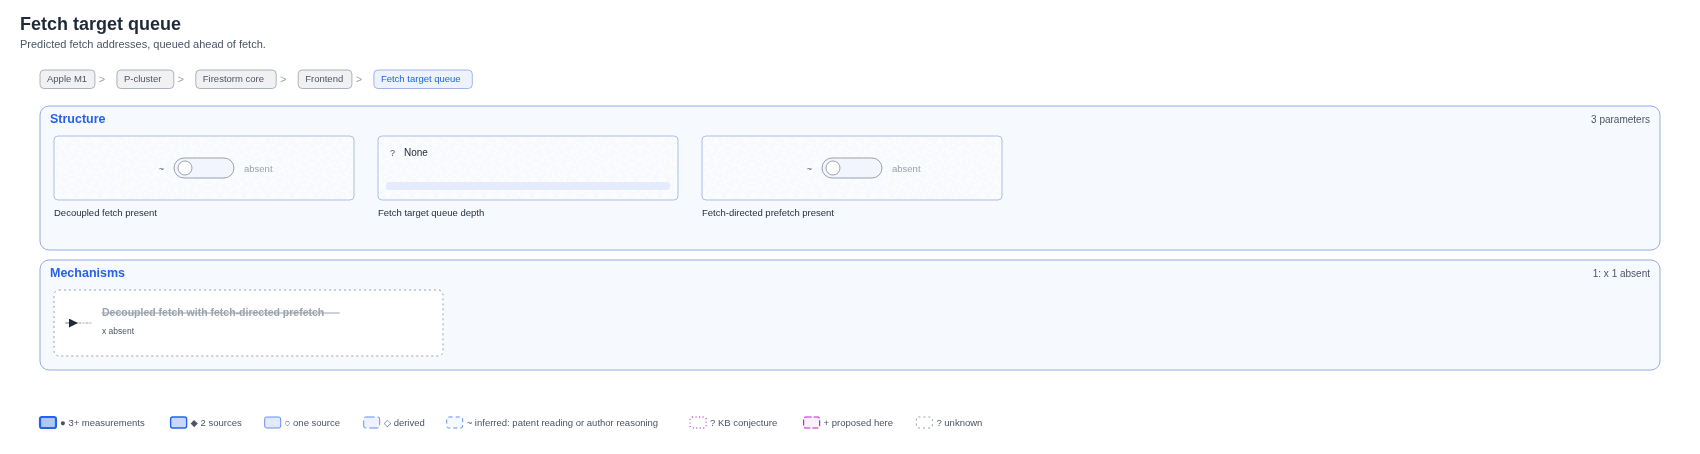 Fetch target queue
Predicted fetch addresses, queued ahead of fetch.
Apple M1 > P-cluster > Firestorm core > Frontend > Fetch target queue
Structure
3 parameters
~ absent
? None
~ absent
Decoupled fetch present
Fetch target queue depth
Fetch-directed prefetch present
Mechanisms
1: x 1 absent
Decoupled fetch with fetch-directed prefetch
x absent
● 3+ measurements ◆ 2 sources ○ one source ◇ derived ~ inferred: patent reading or author reasoning ? KB conjecture + proposed here ? unknown